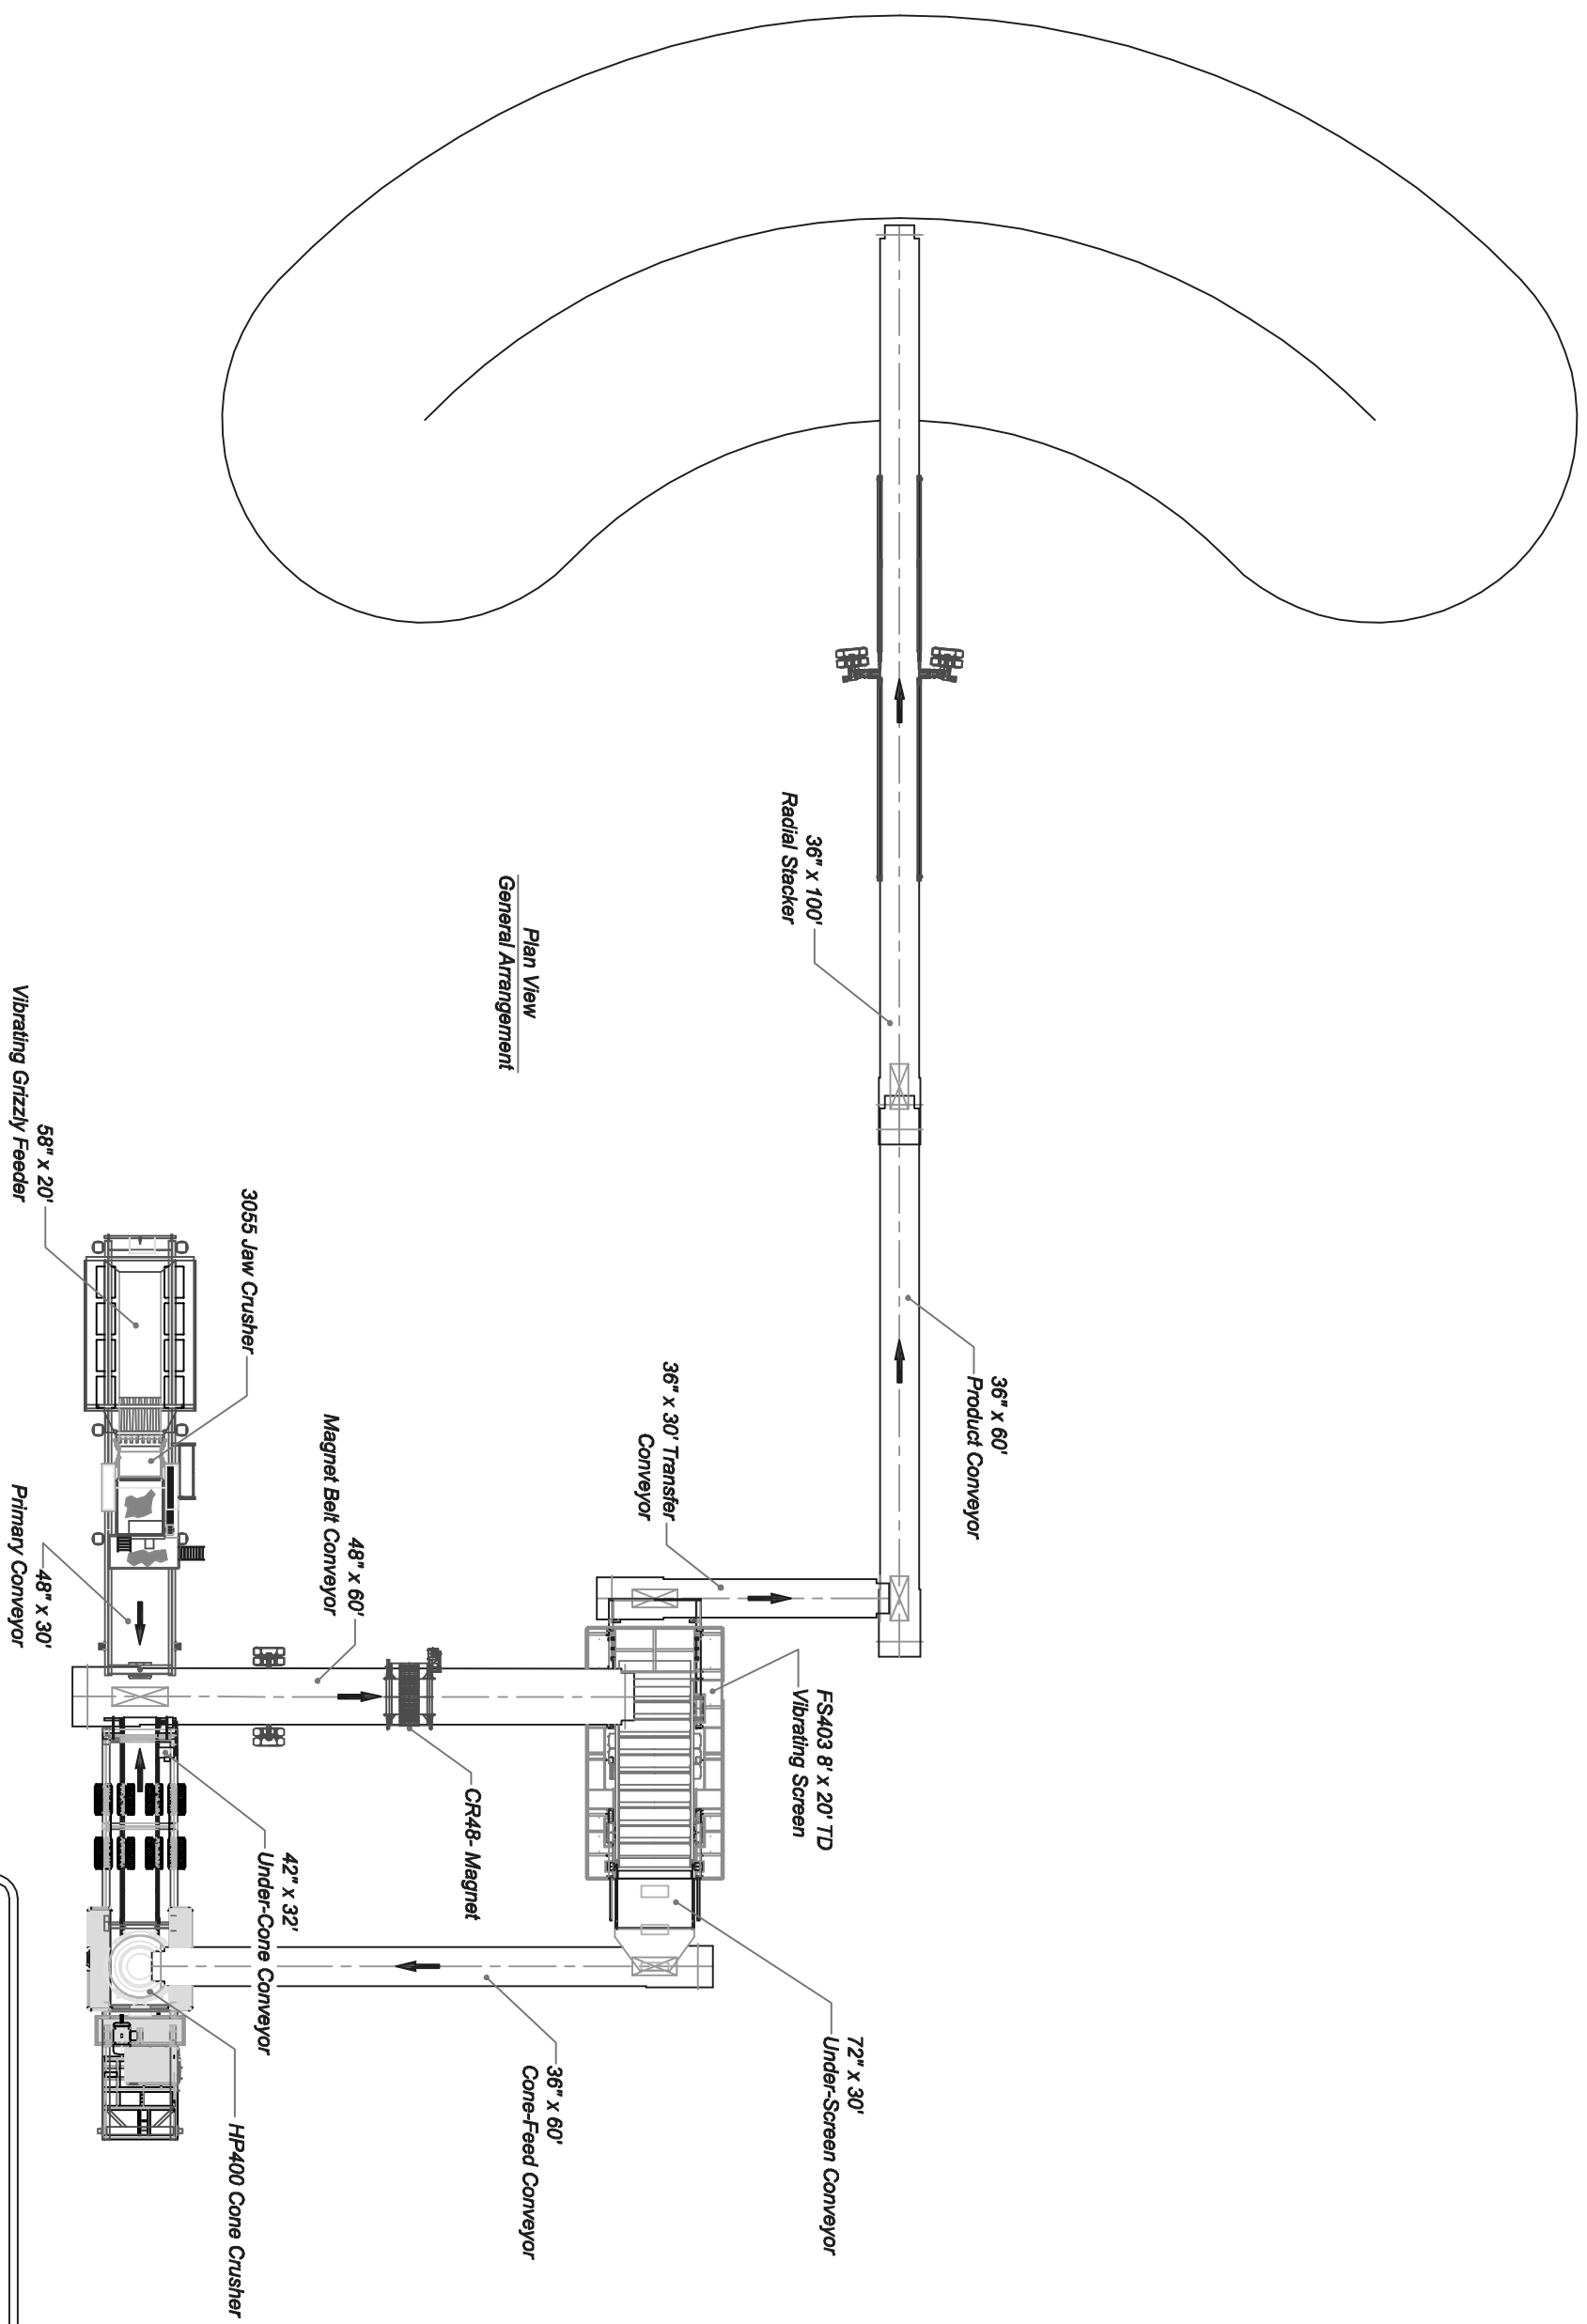 36" x 100'
Radial Stacker
Plan View
General Arrangement
36" x 60'
Product Conveyor
36" x 30' Transfer
Conveyor
FS403 8' x 20' TD
Vibrating Screen
72" x 30'
Under-Screen Conveyor
58" x 20'
Vibrating Grizzly Feeder
3055 Jaw Crusher
48" x 60'
Magnet Belt Conveyor
CR48- Magnet
36" x 60'
Cone-Feed Conveyor
48" x 30'
Primary Conveyor
42" x 32'
Under-Cone Conveyor
HP400 Cone Crusher